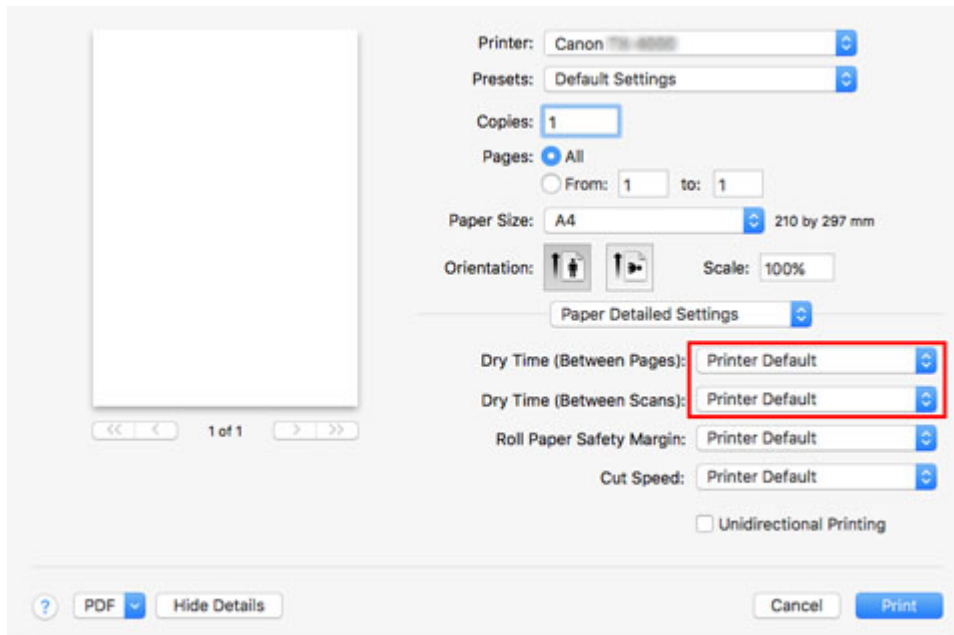 Printer: Canon
Presets: Default Settings
Copies: 1
Pages: All
From: 1 to: 1
Paper Size: A4 210 by 297 mm
Orientation: Scale: 100%
Paper Detailed Settings
Dry Time (Between Pages): Printer Default
Dry Time (Between Scans): Printer Default
1 of 1
Roll Paper Safety Margin: Printer Default
Cut Speed: Printer Default
Unidirectional Printing
? PDF Hide Details Cancel Print